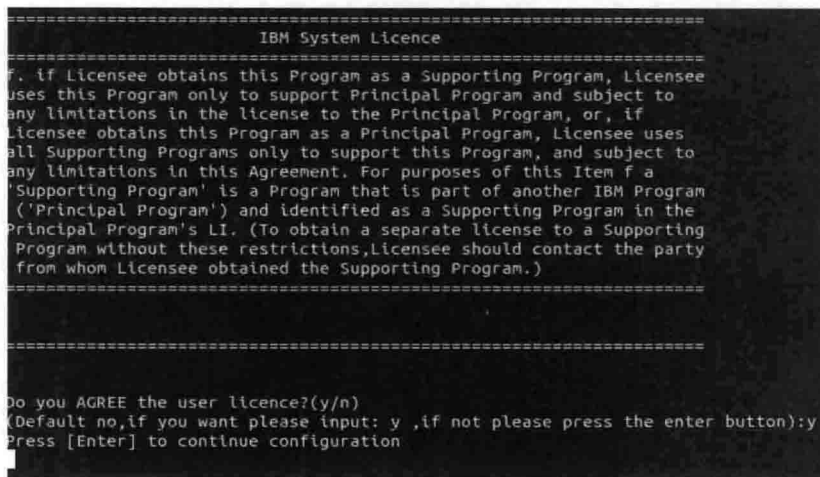 ======================================================================
IBM System Licence
======================================================================
f. if Licensee obtains this Program as a Supporting Program, Licensee
uses this Program only to support Principal Program and subject to
any limitations in the license to the Principal Program, or, if
Licensee obtains this Program as a Principal Program, Licensee uses
all Supporting Programs only to support this Program, and subject to
any limitations in this Agreement. For purposes of this Item f a
'Supporting Program' is a Program that is part of another IBM Program
('Principal Program') and identified as a Supporting Program in the
Principal Program's LI. (To obtain a separate license to a Supporting
Program without these restrictions,Licensee should contact the party
from whom Licensee obtained the Supporting Program.)
======================================================================
======================================================================
Do you AGREE the user licence?(y/n)
(Default no,if you want please input: y ,if not please press the enter button):y
Press [Enter] to continue configuration